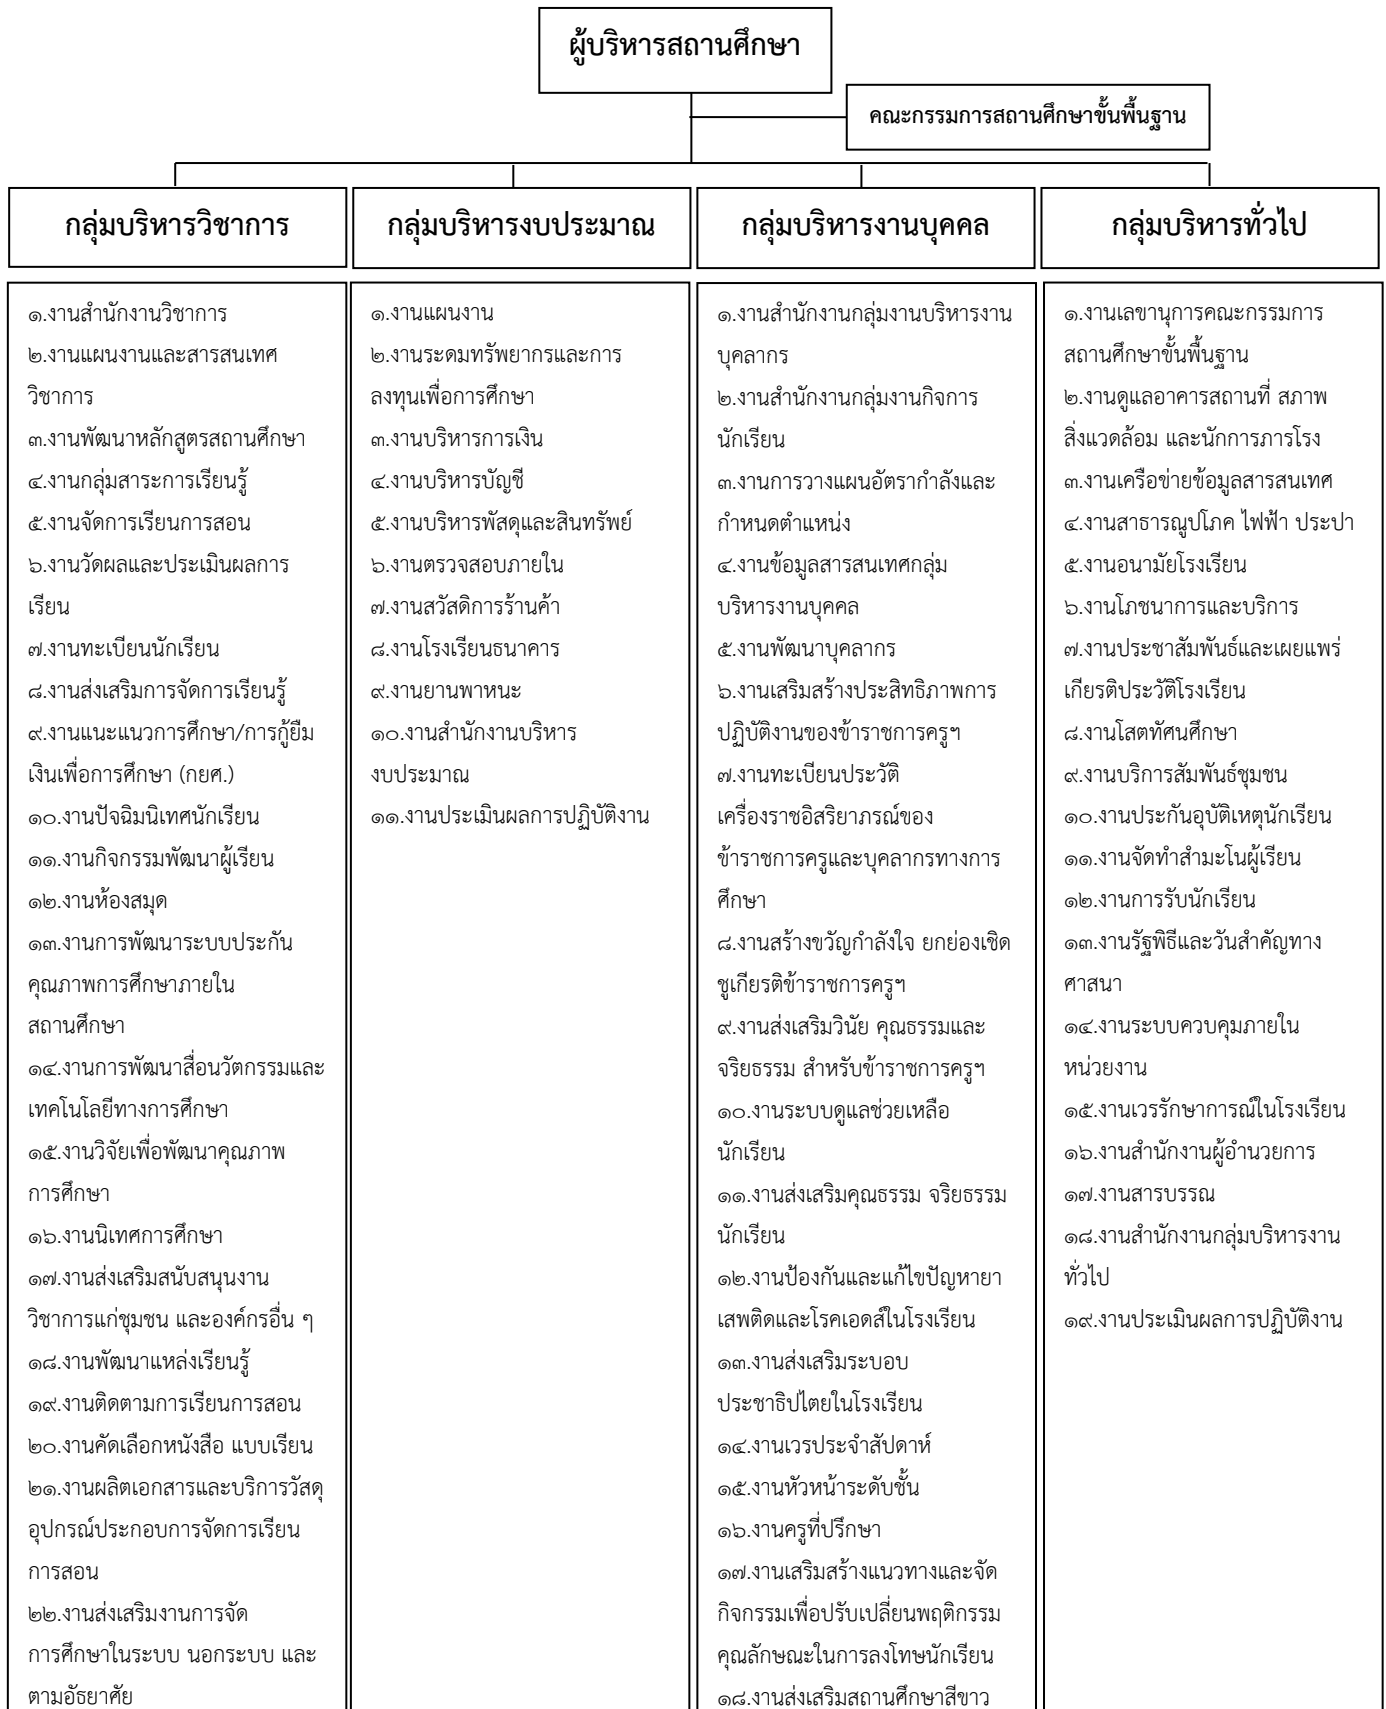 ผู้บริหารสถานศึกษา
คณะกรรมการสถานศึกษาขั้นพื้นฐาน
กลุ่มบริหารวิชาการ
๑.งานสำนักงานวิชาการ
๒.งานแผนงานและสารสนเทศ
วิชาการ
๓.งานพัฒนาหลักสูตรสถานศึกษา
๔.งานกลุ่มสาระการเรียนรู้
๕.งานจัดการเรียนการสอน
๖.งานวัดผลและประเมินผลการ
เรียน
๗.งานทะเบียนนักเรียน
๘.งานส่งเสริมการจัดการเรียนรู้
๙.งานแนะแนวการศึกษา/การกู้ยืม
เงินเพื่อการศึกษา (กยศ.)
๑๐.งานปัจฉิมนิเทศนักเรียน
๑๑.งานกิจกรรมพัฒนาผู้เรียน
๑๒.งานห้องสมุด
๑๓.งานการพัฒนาระบบประกัน
คุณภาพการศึกษาภายใน
สถานศึกษา
๑๔.งานการพัฒนาสื่อนวัตกรรมและ
เทคโนโลยีทางการศึกษา
๑๕.งานวิจัยเพื่อพัฒนาคุณภาพ
การศึกษา
๑๖.งานนิเทศการศึกษา
๑๗.งานส่งเสริมสนับสนุนงาน
วิชาการแก่ชุมชน และองค์กรอื่น ๆ
๑๘.งานพัฒนาแหล่งเรียนรู้
๑๙.งานติดตามการเรียนการสอน
๒๐.งานคัดเลือกหนังสือ แบบเรียน
๒๑.งานผลิตเอกสารและบริการวัสดุ
อุปกรณ์ประกอบการจัดการเรียน
การสอน
๒๒.งานส่งเสริมงานการจัด
การศึกษาในระบบ นอกระบบ และ
ตามอัธยาศัย
กลุ่มบริหารงบประมาณ
๑.งานแผนงาน
๒.งานระดมทรัพยากรและการ
ลงทุนเพื่อการศึกษา
๓.งานบริหารการเงิน
๔.งานบริหารบัญชี
๕.งานบริหารพัสดุและสินทรัพย์
๖.งานตรวจสอบภายใน
๗.งานสวัสดิการร้านค้า
๘.งานโรงเรียนธนาคาร
๙.งานยานพาหนะ
๑๐.งานสำนักงานบริหาร
งบประมาณ
๑๑.งานประเมินผลการปฏิบัติงาน
กลุ่มบริหารงานบุคคล
๑.งานสำนักงานกลุ่มงานบริหารงาน
บุคลากร
๒.งานสำนักงานกลุ่มงานกิจการ
นักเรียน
๓.งานการวางแผนอัตรากำลังและ
กำหนดตำแหน่ง
๔.งานข้อมูลสารสนเทศกลุ่ม
บริหารงานบุคคล
๕.งานพัฒนาบุคลากร
๖.งานเสริมสร้างประสิทธิภาพการ
ปฏิบัติงานของข้าราชการครูฯ
๗.งานทะเบียนประวัติ
เครื่องราชอิสริยาภรณ์ของ
ข้าราชการครูและบุคลากรทางการ
ศึกษา
๘.งานสร้างขวัญกำลังใจ ยกย่องเชิด
ชูเกียรติข้าราชการครูฯ
๙.งานส่งเสริมวินัย คุณธรรมและ
จริยธรรม สำหรับข้าราชการครูฯ
๑๐.งานระบบดูแลช่วยเหลือ
นักเรียน
๑๑.งานส่งเสริมคุณธรรม จริยธรรม
นักเรียน
๑๒.งานป้องกันและแก้ไขปัญหายา
เสพติดและโรคเอดส์ในโรงเรียน
๑๓.งานส่งเสริมระบอบ
ประชาธิปไตยในโรงเรียน
๑๔.งานเวรประจำสัปดาห์
๑๕.งานหัวหน้าระดับชั้น
๑๖.งานครูที่ปรึกษา
๑๗.งานเสริมสร้างแนวทางและจัด
กิจกรรมเพื่อปรับเปลี่ยนพฤติกรรม
คุณลักษณะในการลงโทษนักเรียน
๑๘.งานส่งเสริมสถานศึกษาสีขาว
กลุ่มบริหารทั่วไป
๑.งานเลขานุการคณะกรรมการ
สถานศึกษาขั้นพื้นฐาน
๒.งานดูแลอาคารสถานที่ สภาพ
สิ่งแวดล้อม และนักการภารโรง
๓.งานเครือข่ายข้อมูลสารสนเทศ
๔.งานสาธารณูปโภค ไฟฟ้า ประปา
๕.งานอนามัยโรงเรียน
๖.งานโภชนาการและบริการ
๗.งานประชาสัมพันธ์และเผยแพร่
เกียรติประวัติโรงเรียน
๘.งานโสตทัศนศึกษา
๙.งานบริการสัมพันธ์ชุมชน
๑๐.งานประกันอุบัติเหตุนักเรียน
๑๑.งานจัดทำสำมะโนผู้เรียน
๑๒.งานการรับนักเรียน
๑๓.งานรัฐพิธีและวันสำคัญทาง
ศาสนา
๑๔.งานระบบควบคุมภายใน
หน่วยงาน
๑๕.งานเวรรักษาการณ์ในโรงเรียน
๑๖.งานสำนักงานผู้อำนวยการ
๑๗.งานสารบรรณ
๑๘.งานสำนักงานกลุ่มบริหารงาน
ทั่วไป
๑๙.งานประเมินผลการปฏิบัติงาน